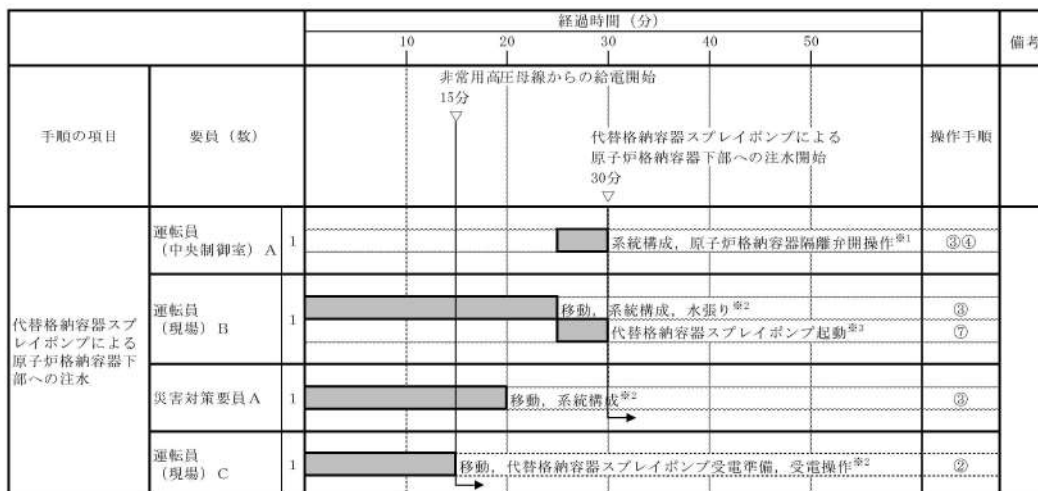 経過時間（分）
10 20 30 40 50
備考
手順の項目
要員（数）
操作手順
非常用高圧母線からの給電開始
15分
▽
代替格納容器スプレイポンプによる
原子炉格納容器下部への注水開始
30分
▽
代替格納容器スプ
レイポンプによる
原子炉格納容器下
部への注水
運転員
（中央制御室）A
1
系統構成，原子炉格納容器隔離弁開操作※1
③④
運転員
（現場）B
1
移動，系統構成，水張り※2
③
代替格納容器スプレイポンプ起動※3
⑦
災害対策要員A
1
移動，系統構成※2
③
運転員
（現場）C
1
移動，代替格納容器スプレイポンプ受電準備，受電操作※2
②